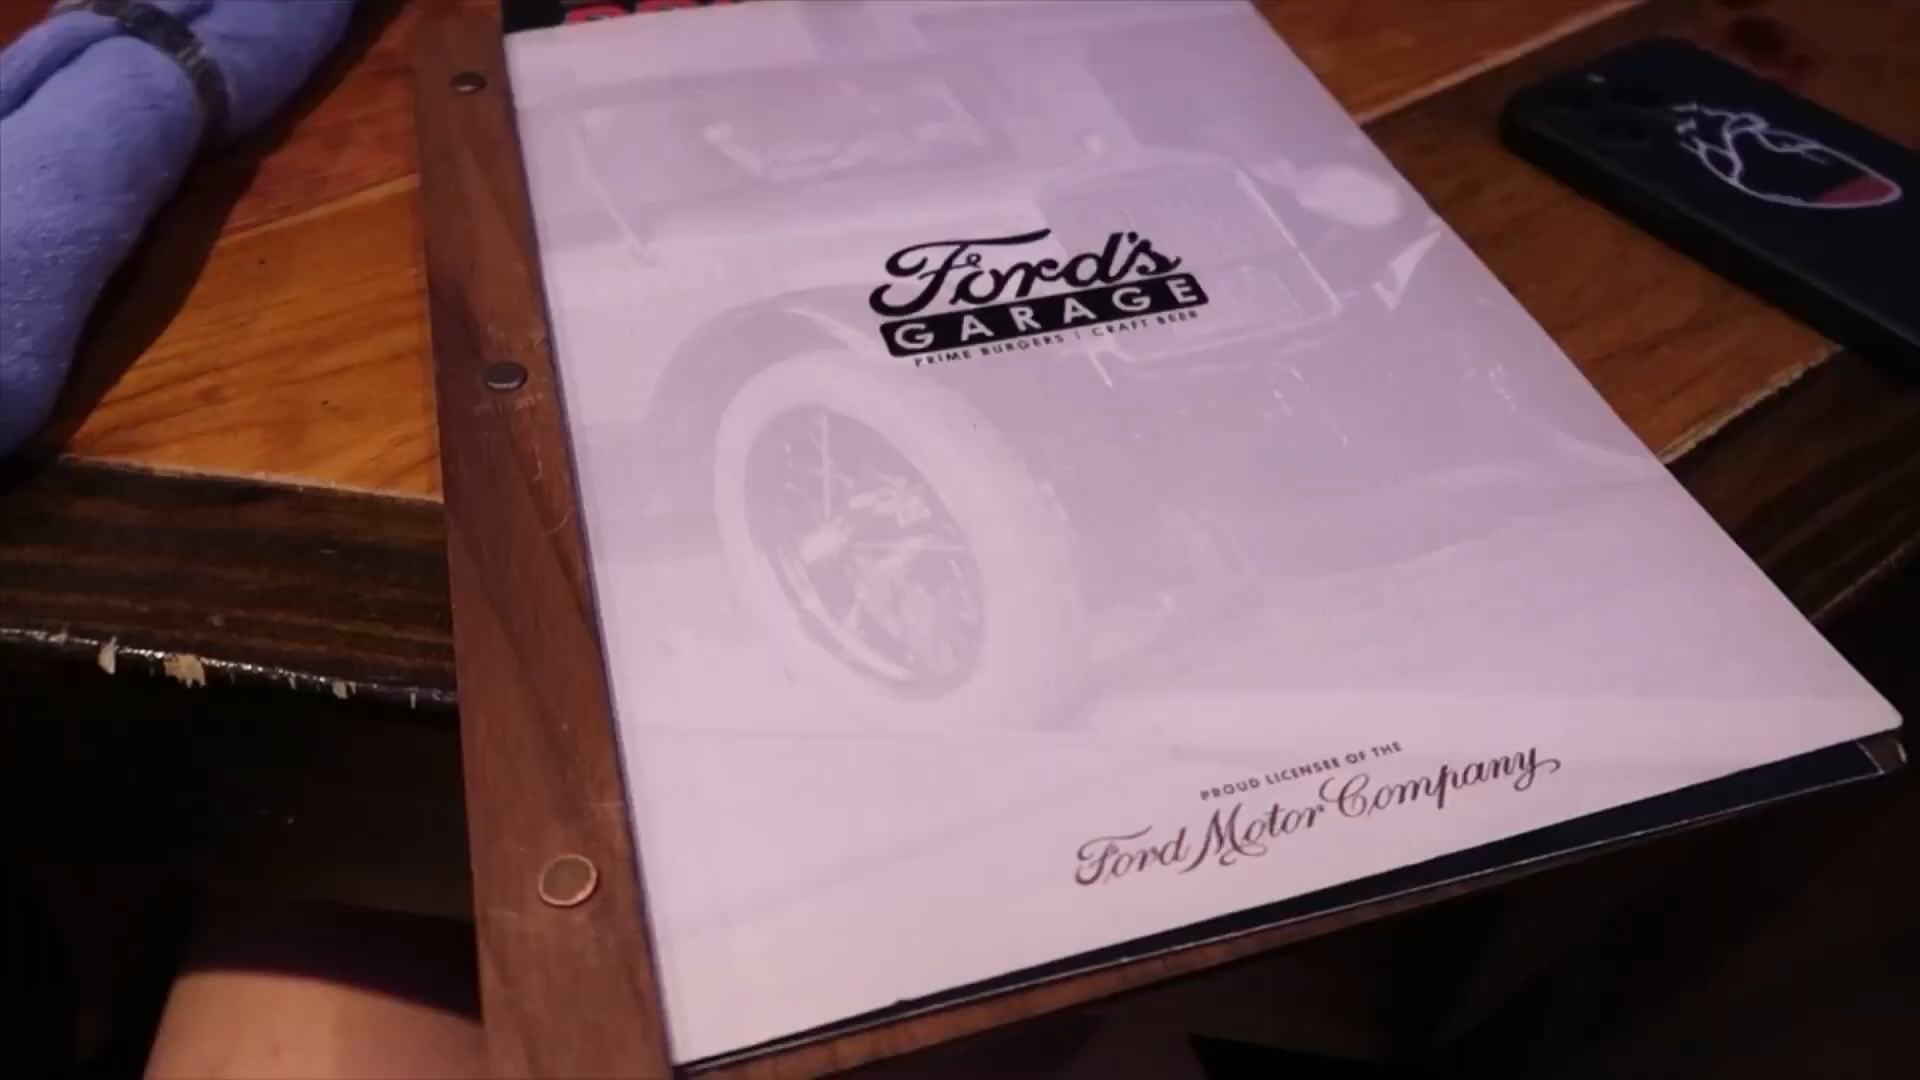 Ford's
GARAGE
PRIME BURGERS | CRAFT BEER
PROUD LICENSEE OF THE
Ford Motor Company